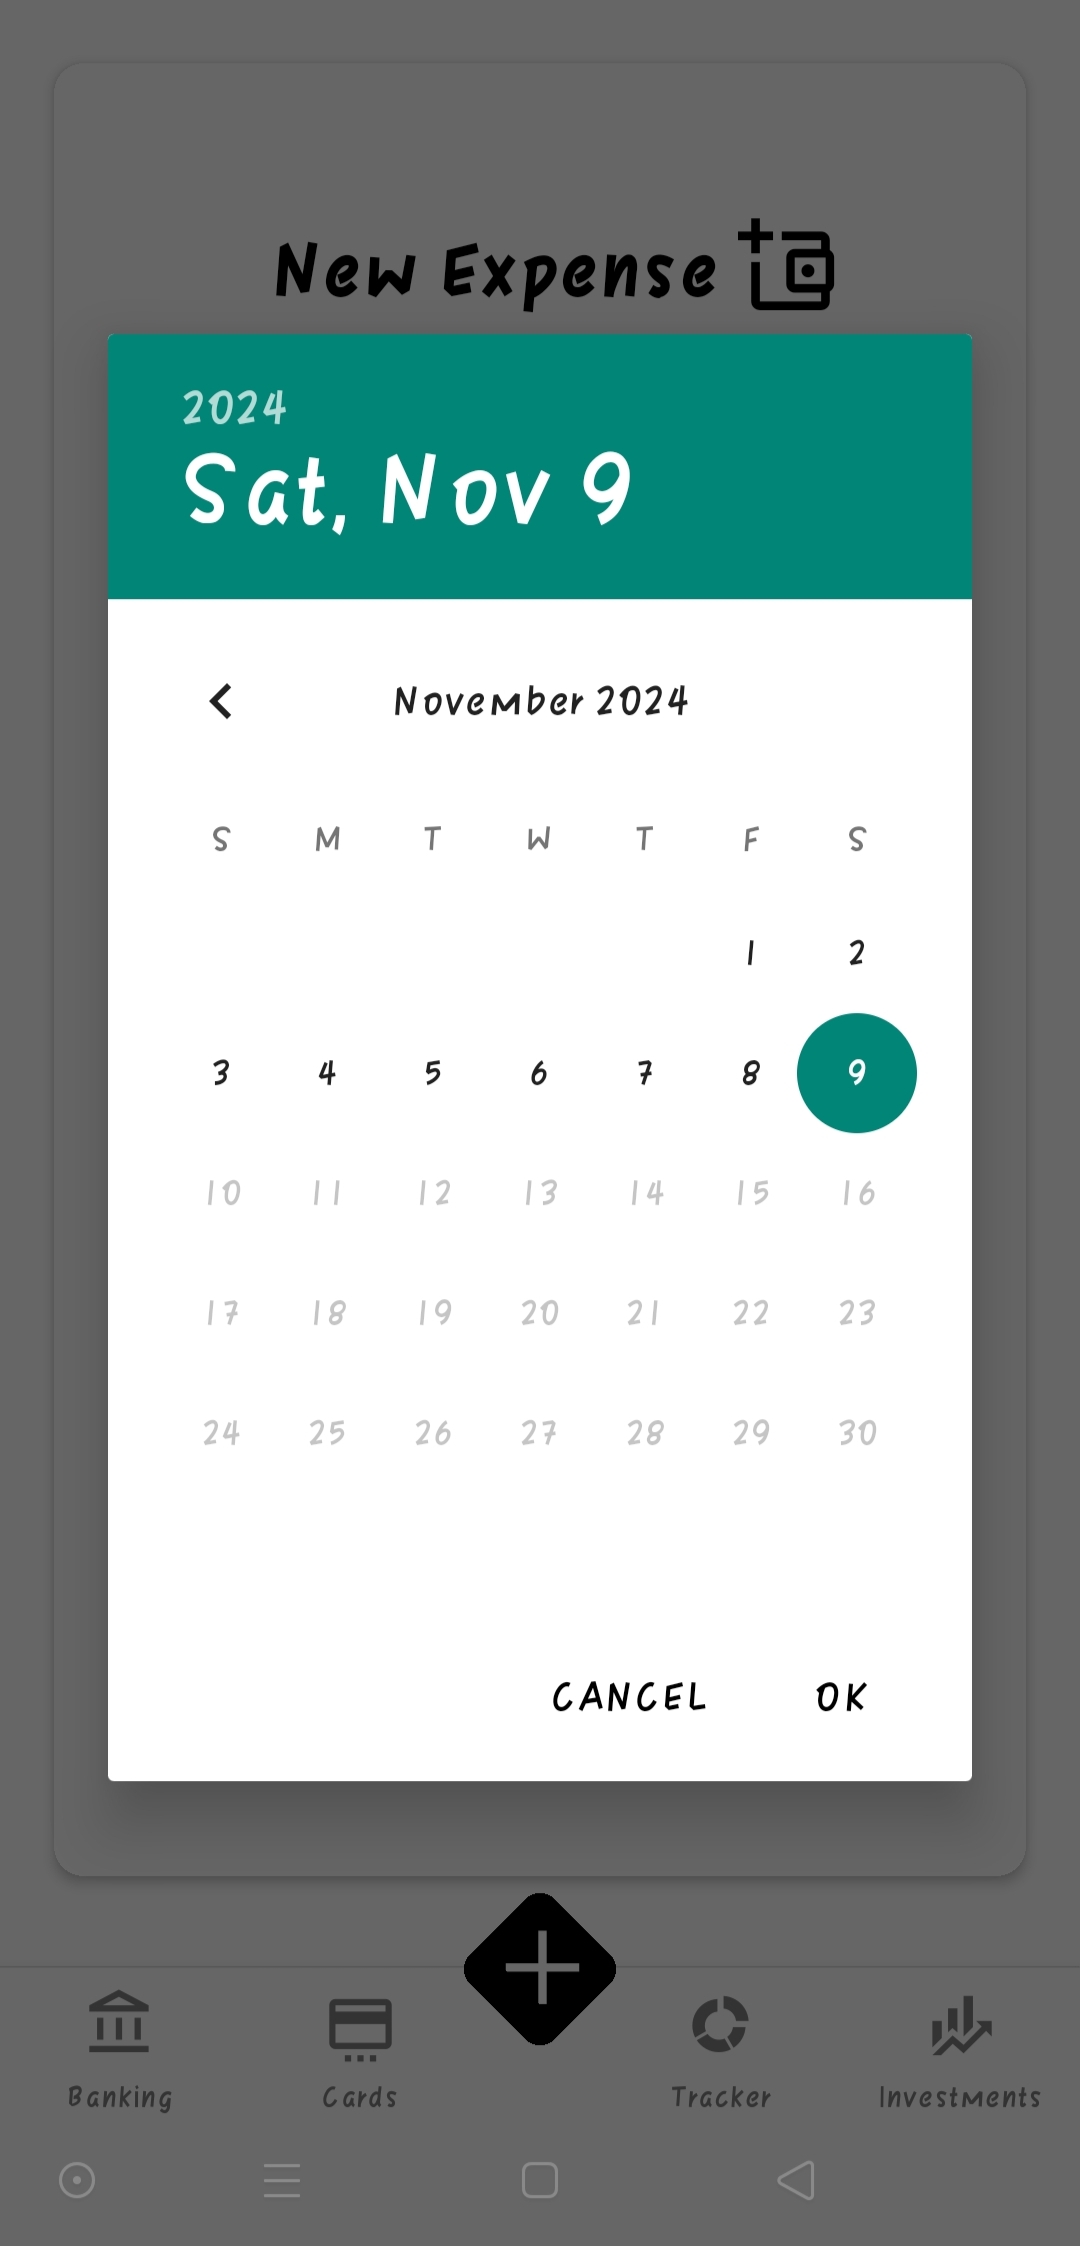 New Expense
2024
Sat, Nov 9
November 2024
S M T W T F S
1 2
3 4 5 6 7 8 9
10 11 12 13 14 15 16
17 18 19 20 21 22 23
24 25 26 27 28 29 30
CANCEL OK
Banking Cards Tracker Investments